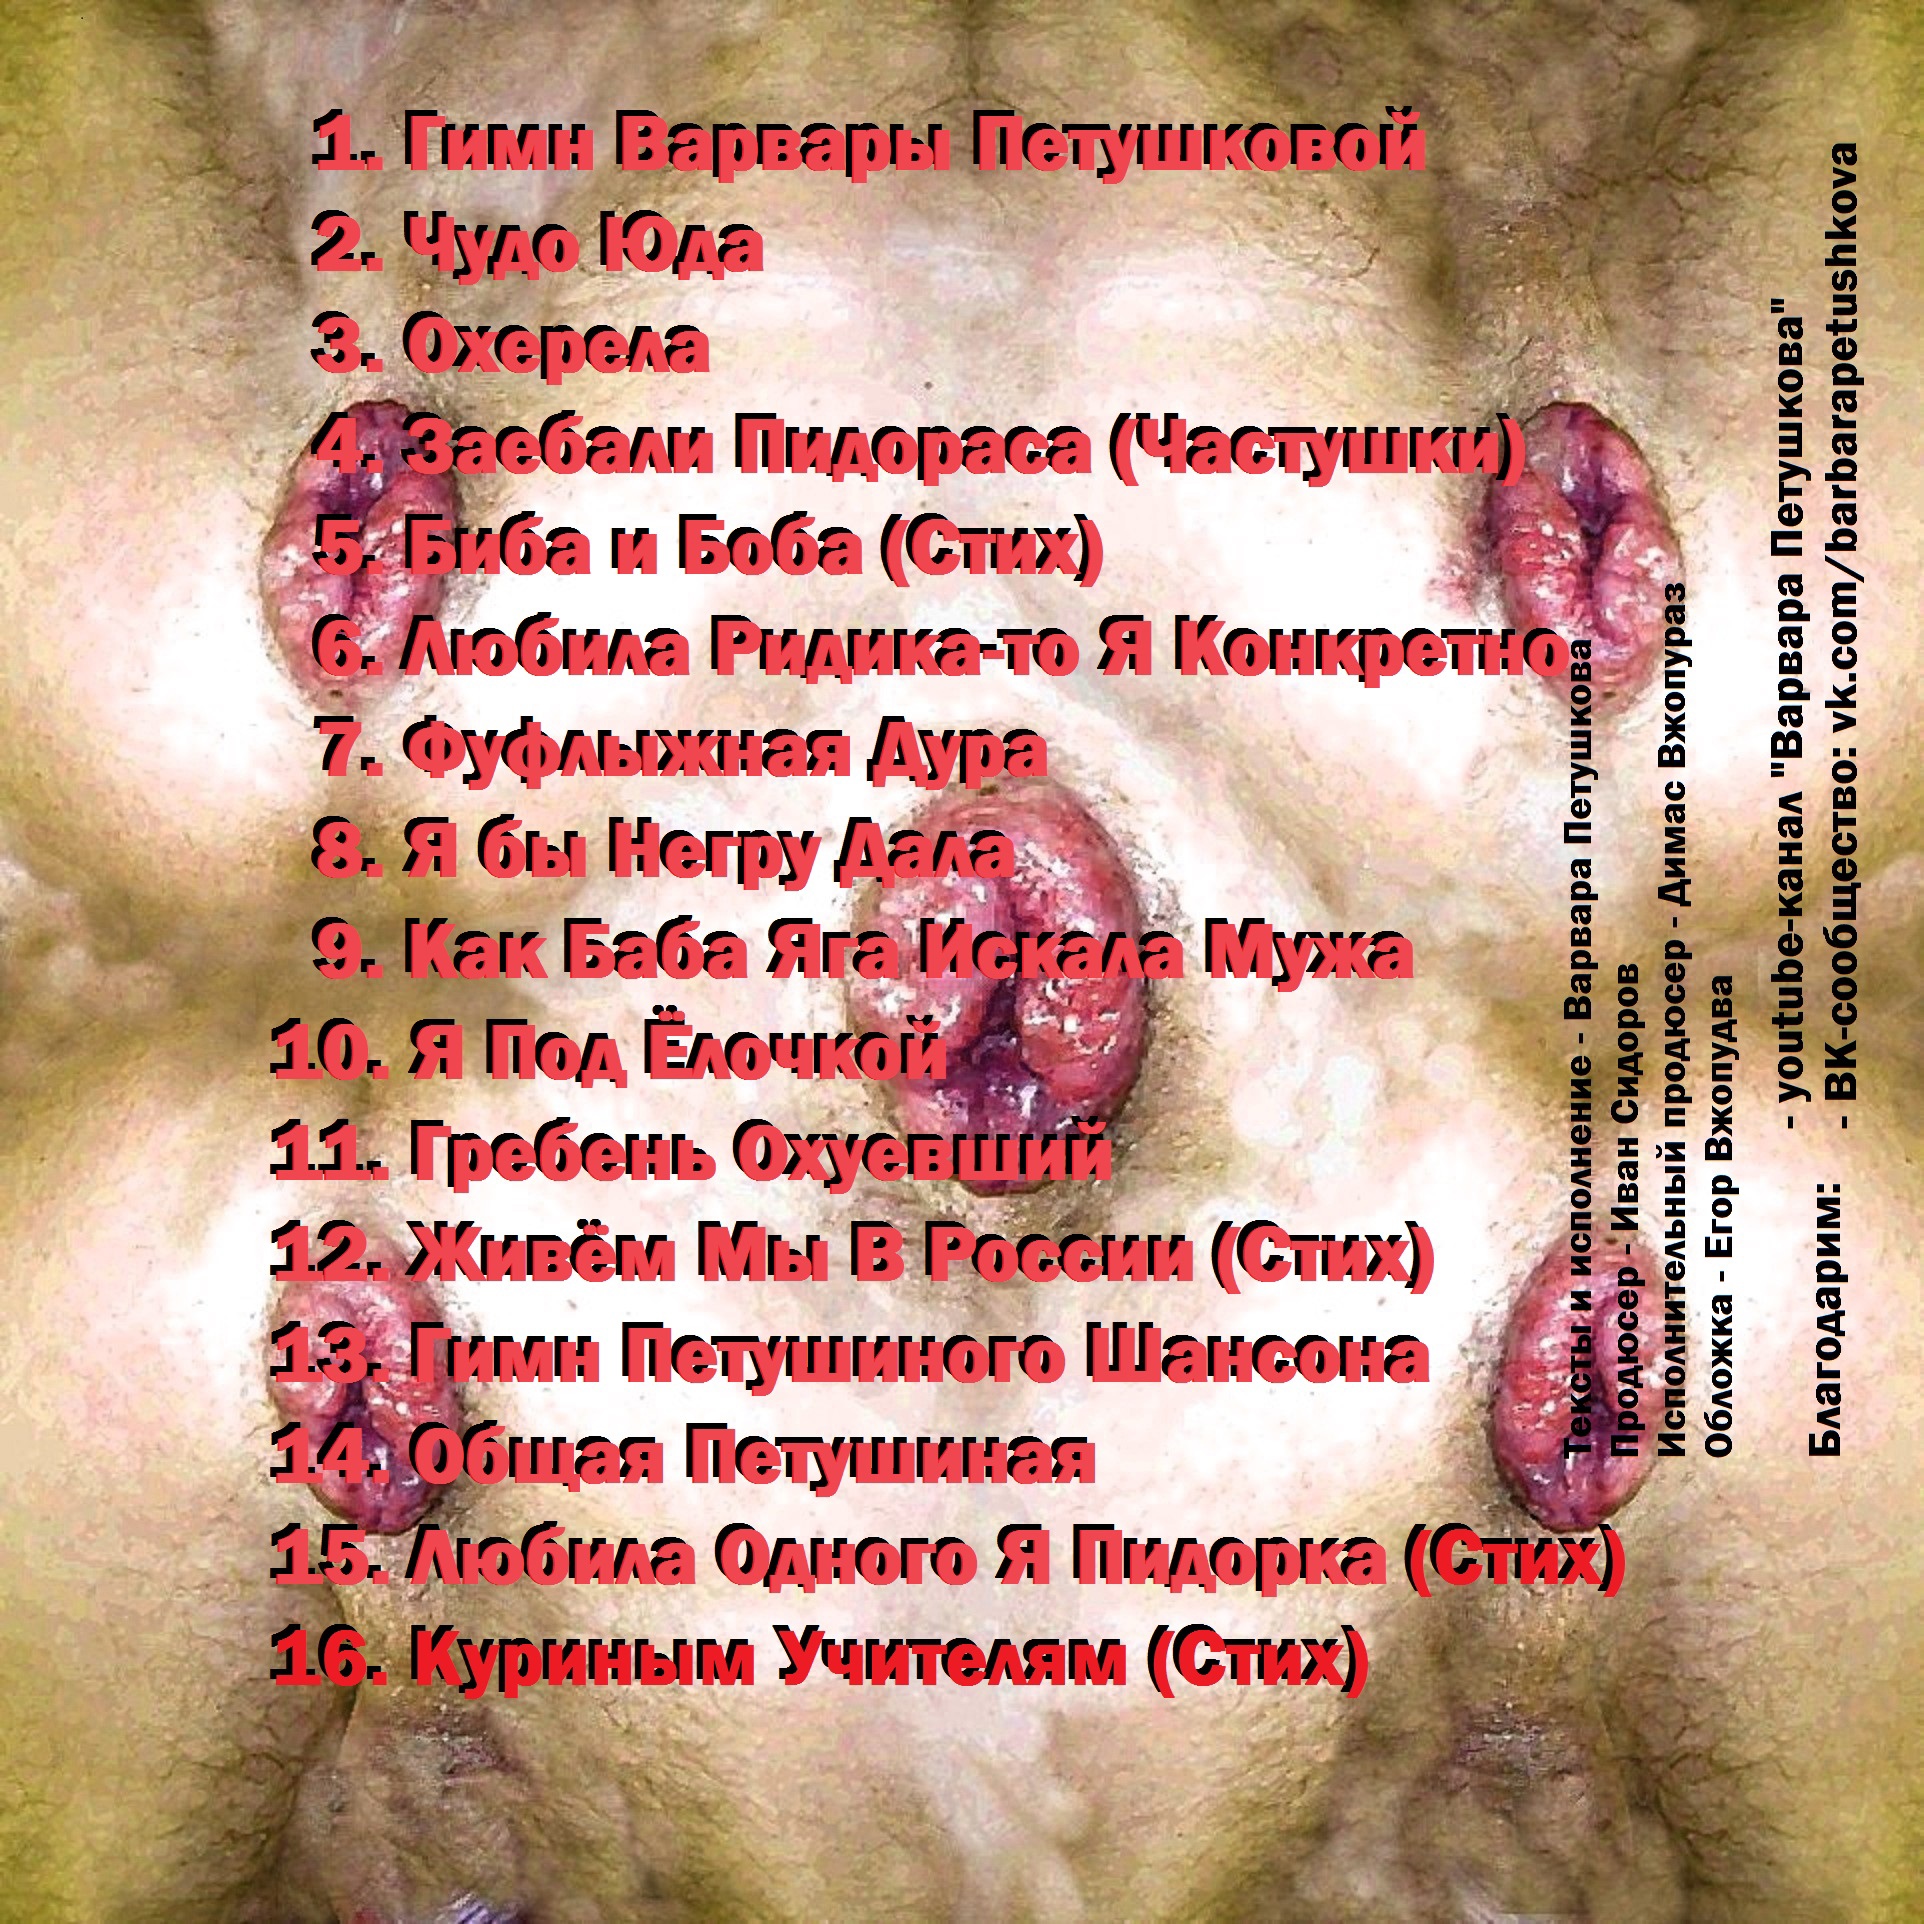 1. Гимн Варвары Петушковой
2. Чудо Юда
3. Охерела
4. Заебали Пидораса (Частушки)
5. Биба и Боба (Стих)
6. Любила Ридика-то Я Конкретно
7. Фуфлыжная Дура
8. Я бы Негру Дала
9. Как Баба Яга Искала Мужа
10. Я Под Ёлочкой
11. Гребень Охуевший
12. Живём Мы В России (Стих)
13. Гимн Петушиного Шансона
14. Общая Петушиная
15. Любила Одного Я Пидорка (Стих)
16. Куриным Учителям (Стих)
Тексты и исполнение - Варвара Петушкова
Продюсер - Иван Сидоров
Исполнительный продюсер - Димас Вжопураз
Обложка - Егор Вжопудва
Благодарим:
- youtube-канал "Варвара Петушкова"
- ВК-сообщество: vk.com/barbarapetushkova